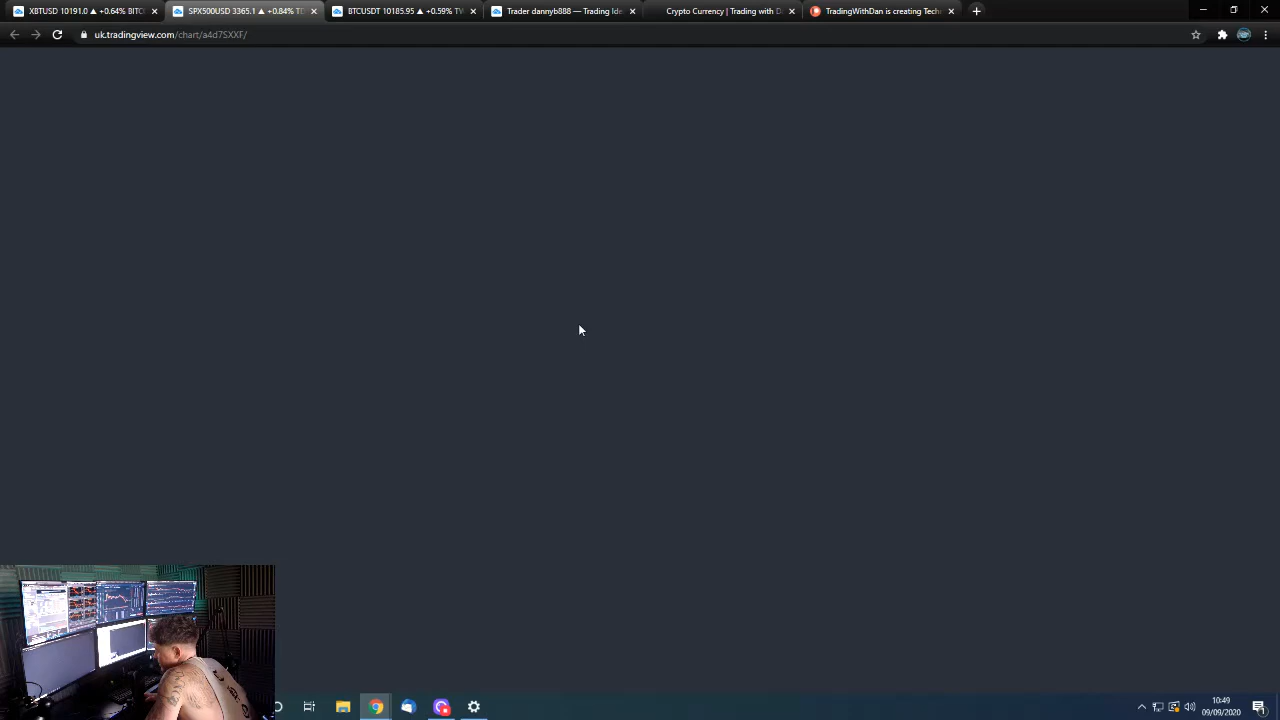 XBTUSD 10191.0 ▲ +0.64% BITC
SPX500USD 3365.1 ▲ +0.84%
BTCUSDT 10185.95 ▲ +0.59%
Trader dannyb888 — Trading Ide
Crypto Currency | Trading with D
TradingWithDan is creating Tech
uk.tradingview.com/chart/a4d7SXXF/
10:49
09/09/2020